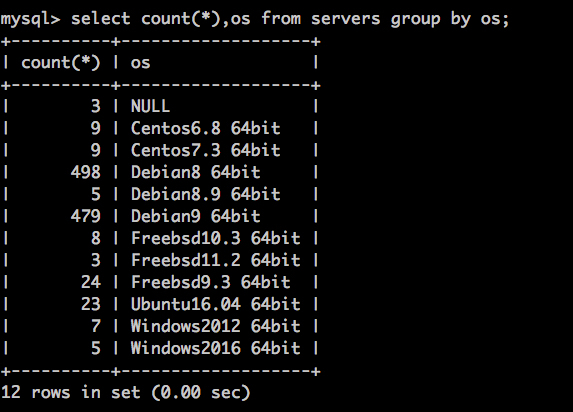 mysql> select count(*),os from servers group by os;
+----------+------------------+
| count(*) | os               |
+----------+------------------+
|        3 | NULL             |
|        9 | Centos6.8 64bit  |
|        9 | Centos7.3 64bit  |
|      498 | Debian8 64bit    |
|        5 | Debian8.9 64bit  |
|      479 | Debian9 64bit    |
|        8 | Freebsd10.3 64bit |
|        3 | Freebsd11.2 64bit |
|       24 | Freebsd9.3 64bit |
|       23 | Ubuntu16.04 64bit |
|        7 | Windows2012 64bit |
|        5 | Windows2016 64bit |
+----------+------------------+
12 rows in set (0.00 sec)